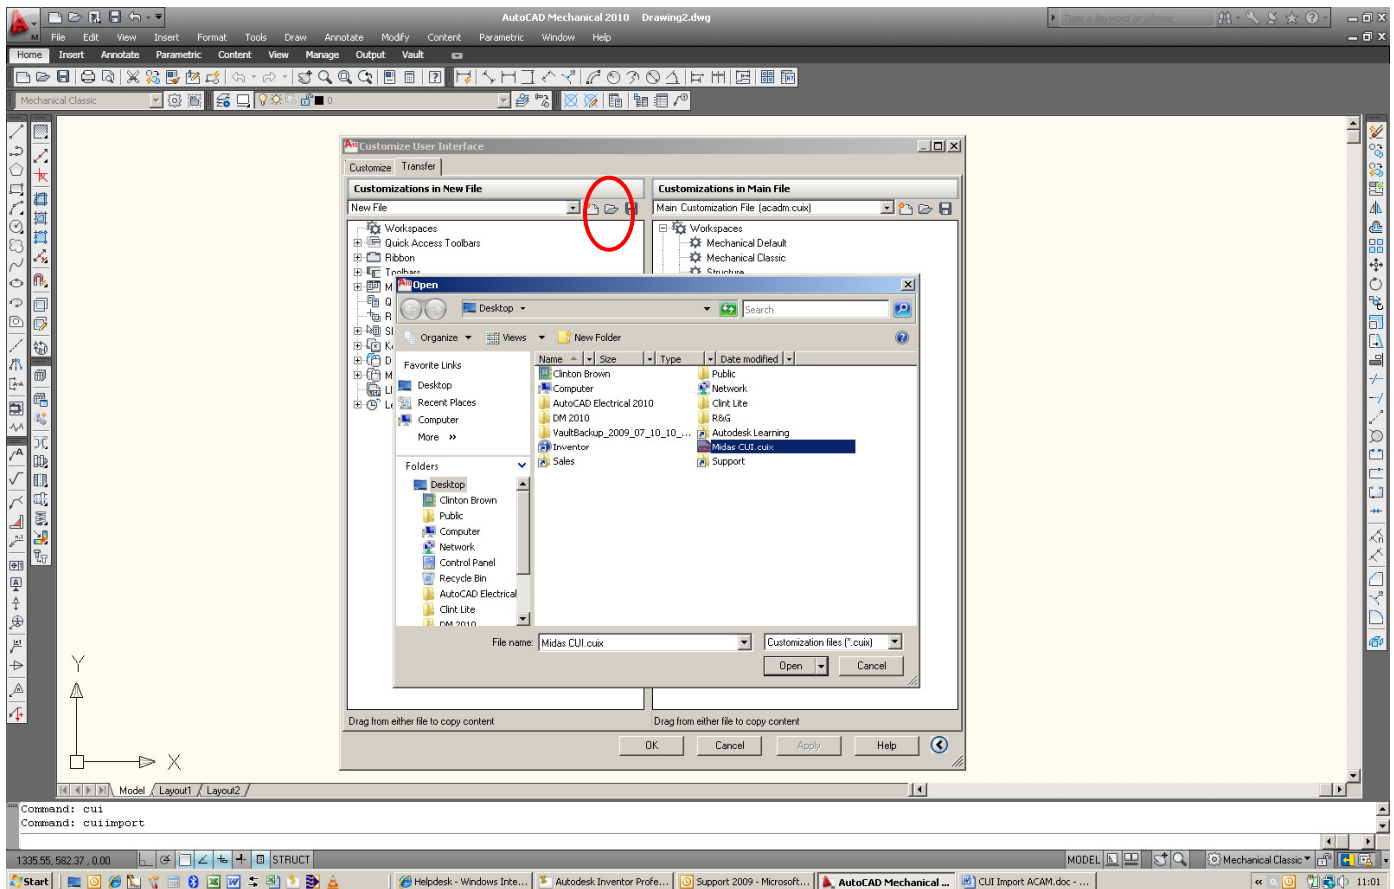 AutoCAD Mechanical 2010 Drawing2.dwg
Type a keyword or phrase
File Edit View Insert Format Tools Draw Annotate Modify Content Parametric Window Help
Home Insert Annotate Parametric Content View Manage Output Vault
Mechanical Classic
0
Customize User Interface
Customize Transfer
Customizations in New File
Customizations in Main File
New File
Main Customization File (acadm.cuix)
Workspaces
Quick Access Toolbars
Ribbon
Toolbars
Workspaces
Mechanical Default
Mechanical Classic
Structure
Open
Desktop
Search
Organize Views New Folder
Favorite Links
Desktop
Recent Places
Computer
More »
Folders
Desktop
Clinton Brown
Public
Computer
Network
Control Panel
Recycle Bin
AutoCAD Electrical
Clint Lite
DM 2010
Name Size Type Date modified
Clinton Brown Public
Computer Network
AutoCAD Electrical 2010 Clint Lite
DM 2010 R&G
VaultBackup_2009_07_10_10_... Autodesk Learning
Inventor Midas CUI.cuix
Sales Support
File name: Midas CUI.cuix Customization files (*.cuix)
Open Cancel
Drag from either file to copy content
Drag from either file to copy content
OK Cancel Apply Help
Y
X
Model Layout1 Layout2
Command: cui
Command: cuiimport
1335.55, 582.37, 0.00 STRUCT MODEL Mechanical Classic
Start Helpdesk - Windows Inte... Autodesk Inventor Profe... Support 2009 - Microsoft... AutoCAD Mechanical ... CUI Import ACAM.doc - ... 11:01